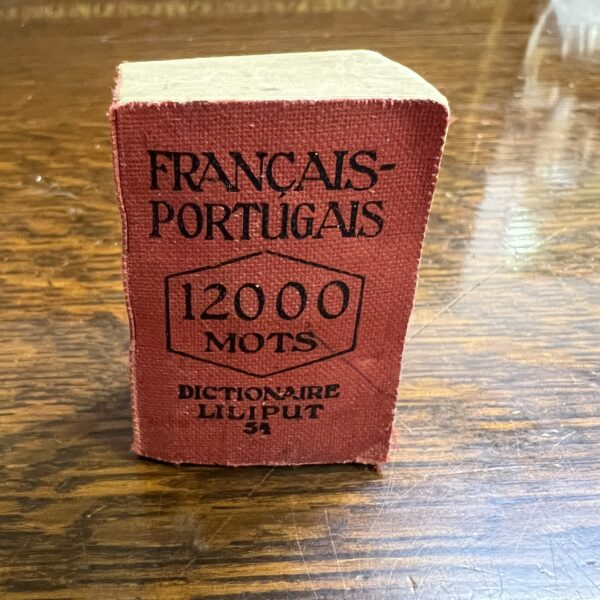 FRANÇAIS-
PORTUGAIS
12000
MOTS
DICTIONAIRE
LILIPUT
54